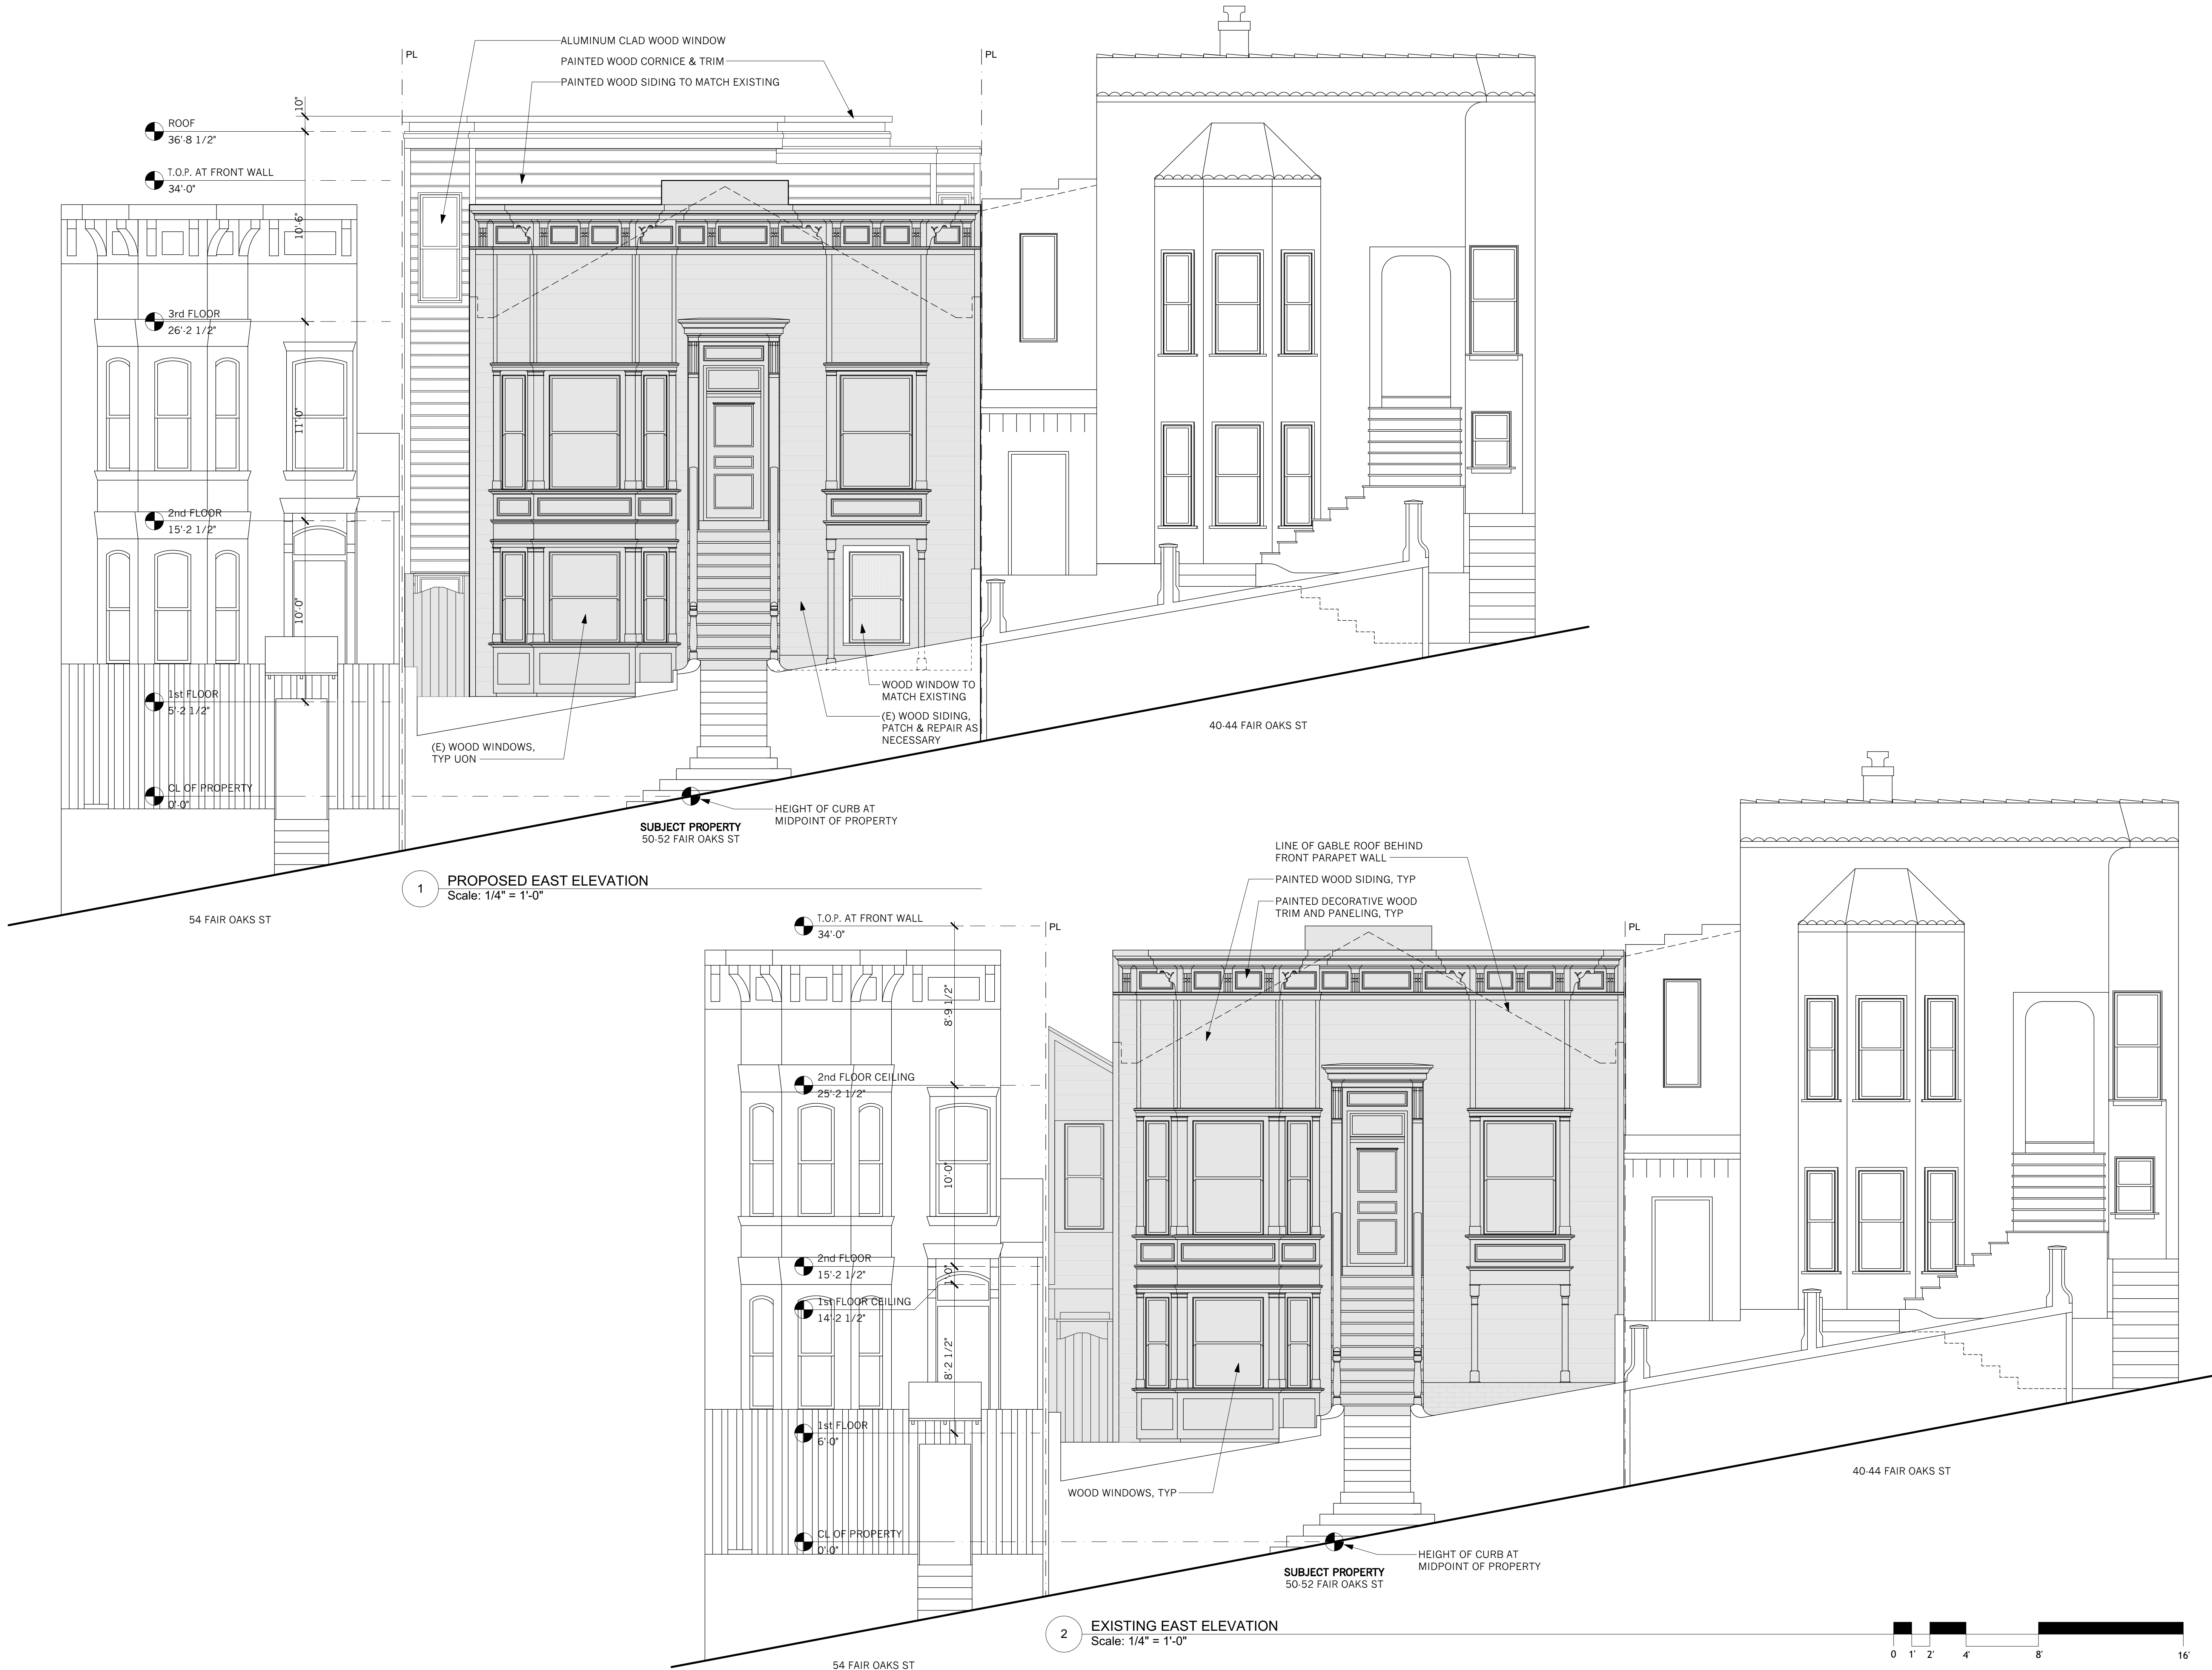 ALUMINUM CLAD WOOD WINDOW
PAINTED WOOD CORNICE & TRIM
PAINTED WOOD SIDING TO MATCH EXISTING
PL
PL
10"
ROOF
36'-8 1/2"
T.O.P. AT FRONT WALL
34'-0"
10'-6"
3rd FLOOR
26'-2 1/2"
11'-0"
2nd FLOOR
15'-2 1/2"
10'-0"
1st FLOOR
5'-2 1/2"
CL OF PROPERTY
0'-0"
WOOD WINDOW TO
MATCH EXISTING
(E) WOOD SIDING,
PATCH & REPAIR AS
NECESSARY
(E) WOOD WINDOWS,
TYP UON
HEIGHT OF CURB AT
MIDPOINT OF PROPERTY
SUBJECT PROPERTY
50-52 FAIR OAKS ST
40-44 FAIR OAKS ST
54 FAIR OAKS ST
1
PROPOSED EAST ELEVATION
Scale: 1/4" = 1'-0"
LINE OF GABLE ROOF BEHIND
FRONT PARAPET WALL
PAINTED WOOD SIDING, TYP
PAINTED DECORATIVE WOOD
TRIM AND PANELING, TYP
PL
PL
T.O.P. AT FRONT WALL
34'-0"
8'-9 1/2"
2nd FLOOR CEILING
25'-2 1/2"
10'-0"
2nd FLOOR
15'-2 1/2"
1'-0"
1st FLOOR CEILING
14'-2 1/2"
8'-2 1/2"
1st FLOOR
6'-0"
CL OF PROPERTY
0'-0"
WOOD WINDOWS, TYP
HEIGHT OF CURB AT
MIDPOINT OF PROPERTY
SUBJECT PROPERTY
50-52 FAIR OAKS ST
40-44 FAIR OAKS ST
54 FAIR OAKS ST
2
EXISTING EAST ELEVATION
Scale: 1/4" = 1'-0"
0 1' 2' 4' 8' 16'